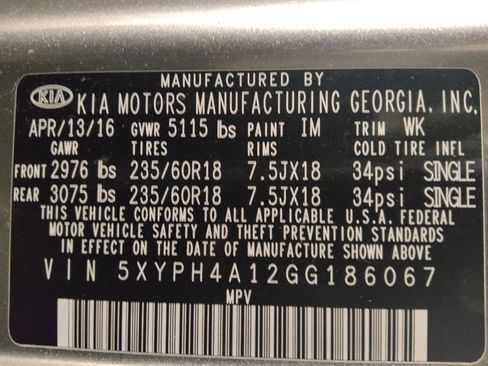 MANUFACTURED BY
KIA KIA MOTORS MANUFACTURING GEORGIA, INC.
APR/13/16 GVWR 5115 lbs PAINT IM TRIM WK
GAWR TIRES RIMS COLD TIRE INFL
FRONT 2976 lbs 235/60R18 7.5JX18 34psi SINGLE
REAR 3075 lbs 235/60R18 7.5JX18 34psi SINGLE
THIS VEHICLE CONFORMS TO ALL APPLICABLE U.S.A. FEDERAL
MOTOR VEHICLE SAFETY AND THEFT PREVENTION STANDARDS
IN EFFECT ON THE DATE OF MANUFACTURE SHOWN ABOVE
VIN 5XYPH4A12GG186067
MPV